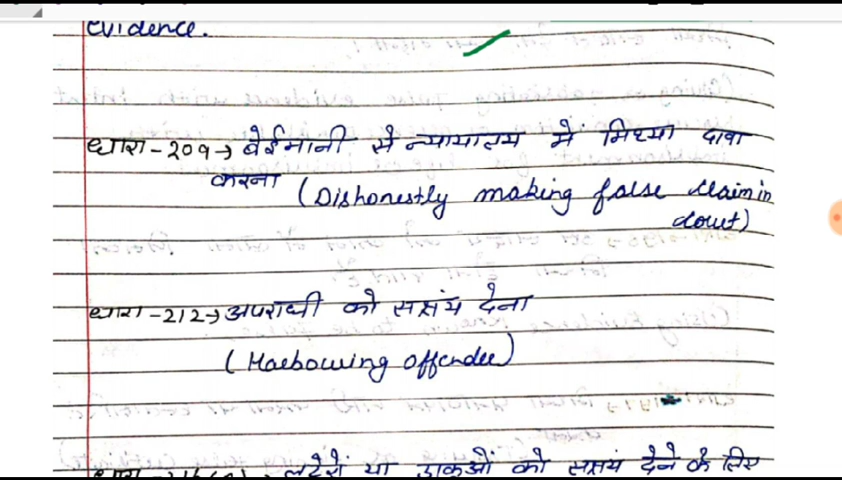 evidence.
धारा-209→ बेईमानी से न्यायालय में मिथ्या दावा
करना (Dishonestly making false claim in
court)
धारा-212→ अपराधी को संश्रय देना
(Harbouring offender)
लुटेरों या डाकुओं को संश्रय देने के लिए